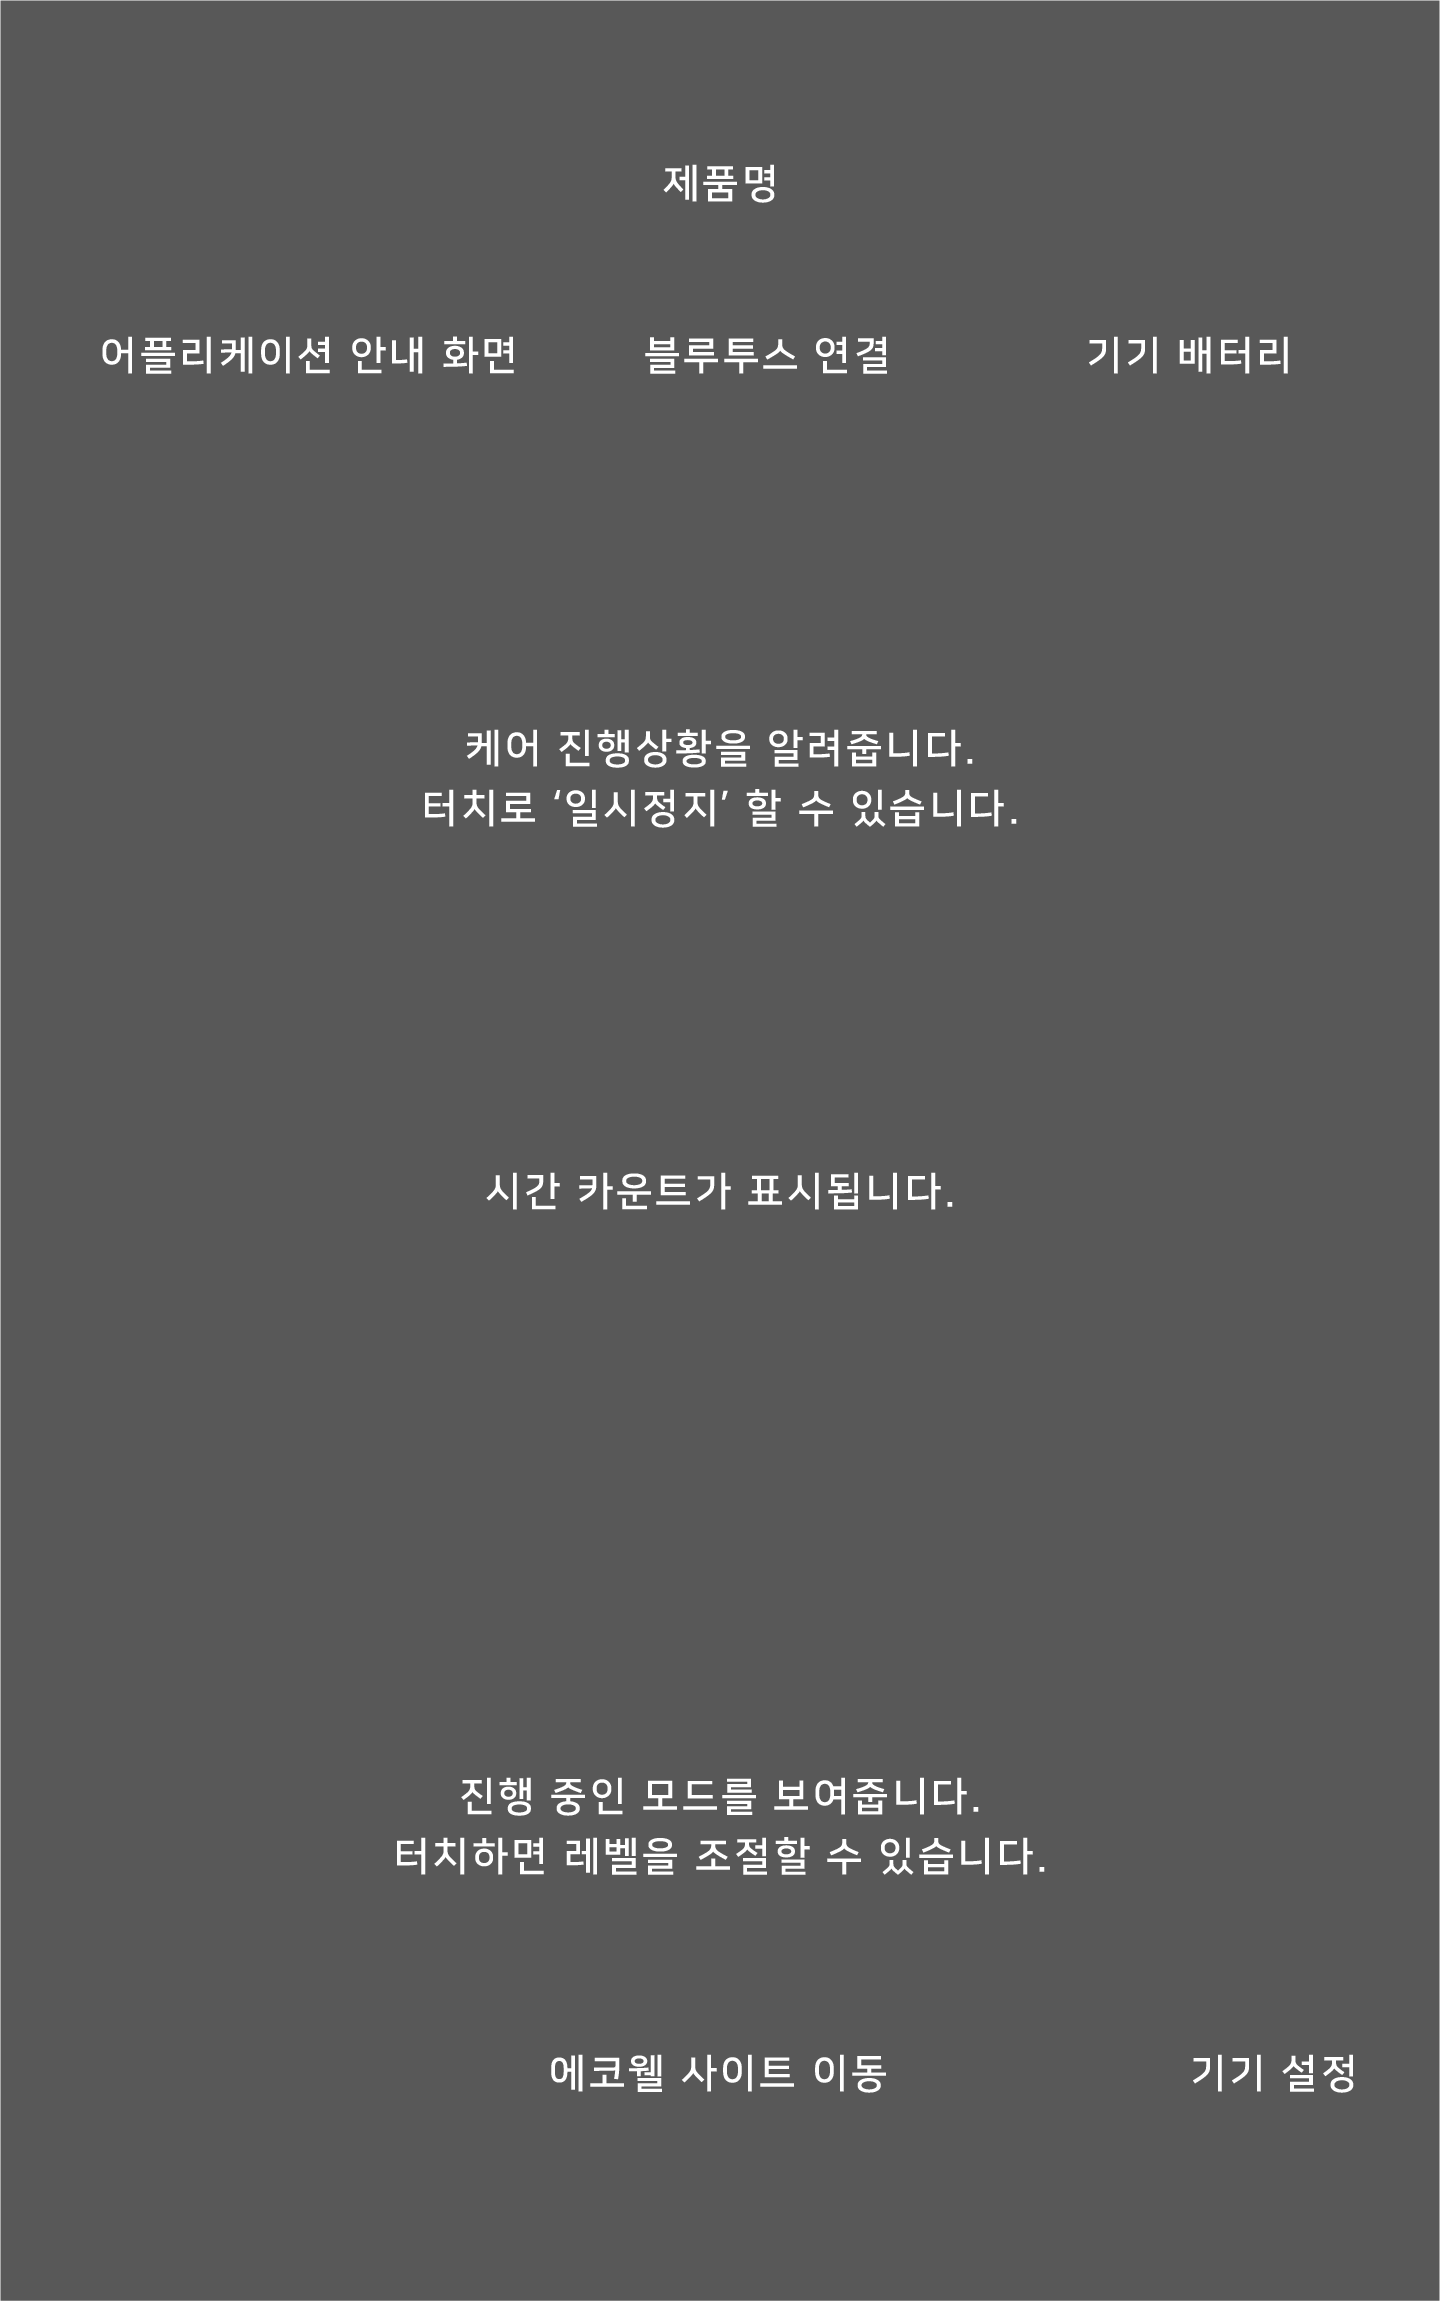 제품명
어플리케이션 안내 화면 블루투스 연결 기기 배터리
케어 진행상황을 알려줍니다.
터치로 ‘일시정지’ 할 수 있습니다.
시간 카운트가 표시됩니다.
진행 중인 모드를 보여줍니다.
터치하면 레벨을 조절할 수 있습니다.
에코웰 사이트 이동 기기 설정